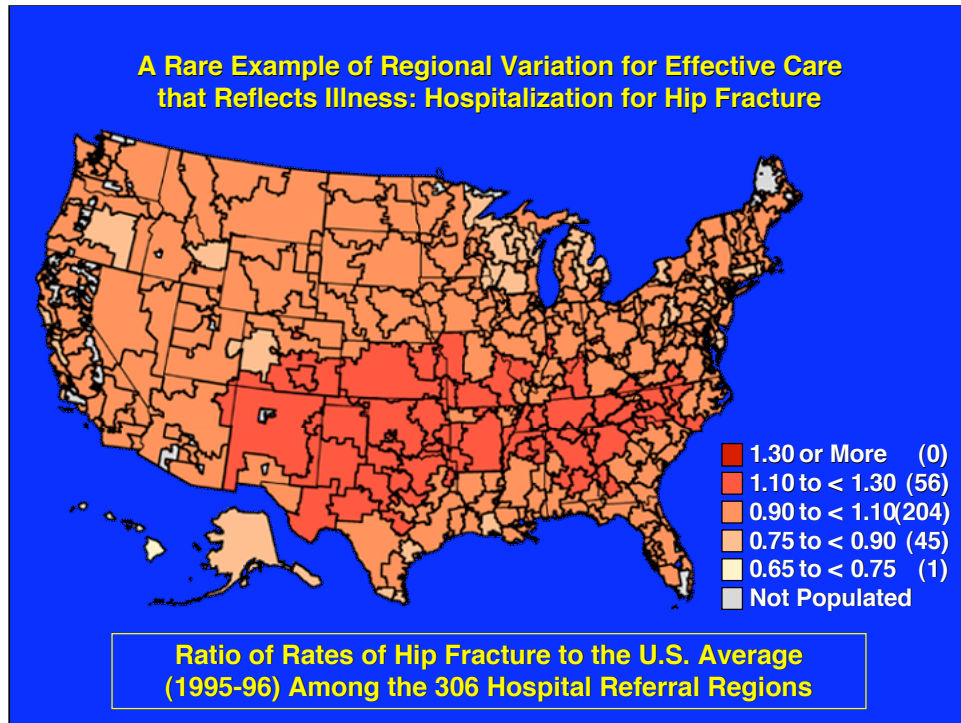 A Rare Example of Regional Variation for Effective Care
that Reflects Illness: Hospitalization for Hip Fracture
1.30 or More (0)
1.10 to < 1.30 (56)
0.90 to < 1.10(204)
0.75 to < 0.90 (45)
0.65 to < 0.75 (1)
Not Populated
Ratio of Rates of Hip Fracture to the U.S. Average
(1995-96) Among the 306 Hospital Referral Regions